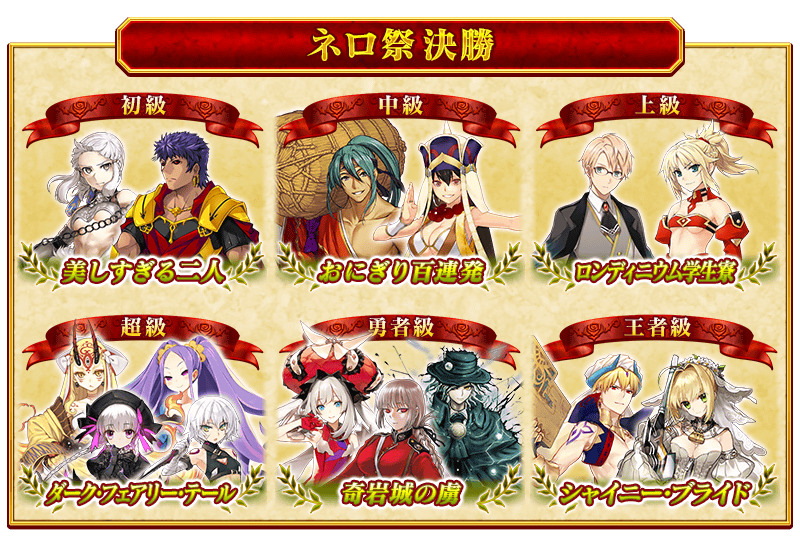 ネロ祭 決勝
初級
美しすぎる二人
中級
おにぎり百連発
上級
ロンディニウム学生寮
超級
ダーク・フェアリー・テール
勇者級
奇岩城の虜
王者級
シャイニー・ブライド